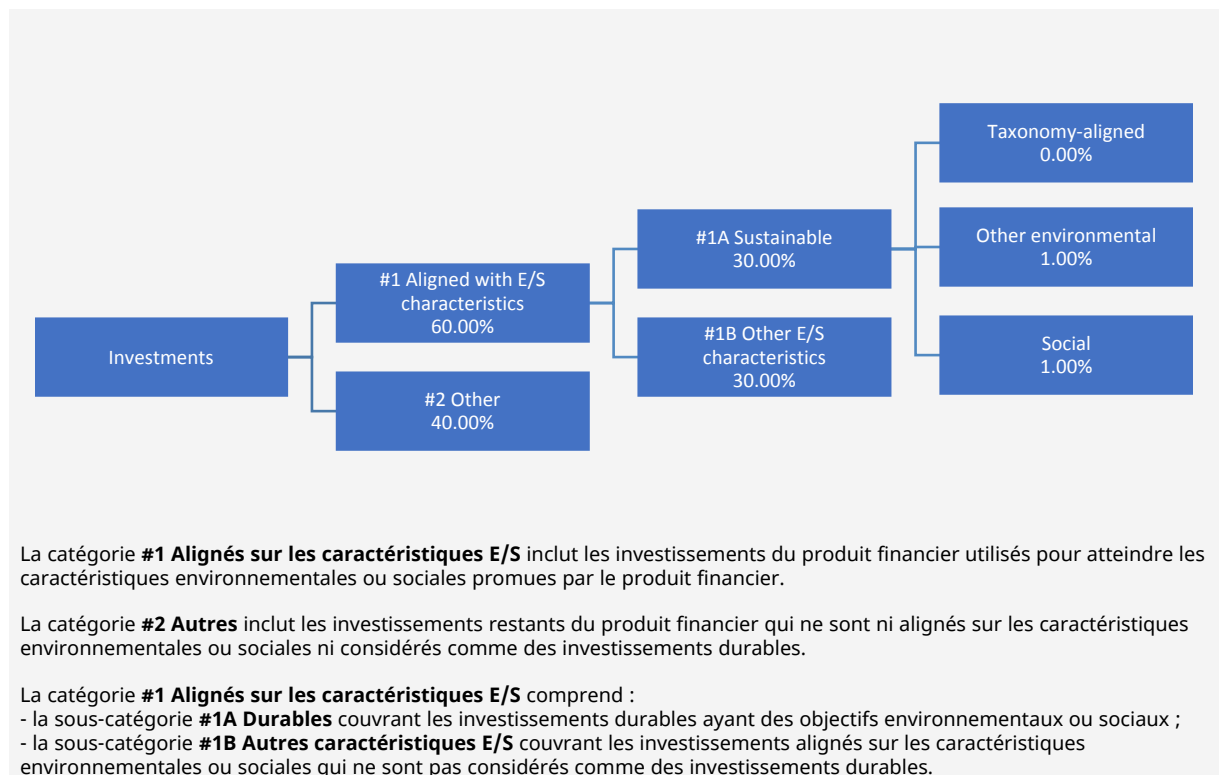 Taxonomy-aligned
0.00%
#1A Sustainable
30.00%
Other environmental
1.00%
#1 Aligned with E/S
characteristics
60.00%
Investments
#1B Other E/S
characteristics
30.00%
Social
1.00%
#2 Other
40.00%
La catégorie #1 Alignés sur les caractéristiques E/S inclut les investissements du produit financier utilisés pour atteindre les
caractéristiques environnementales ou sociales promues par le produit financier.
La catégorie #2 Autres inclut les investissements restants du produit financier qui ne sont ni alignés sur les caractéristiques
environnementales ou sociales ni considérés comme des investissements durables.
La catégorie #1 Alignés sur les caractéristiques E/S comprend :
- la sous-catégorie #1A Durables couvrant les investissements durables ayant des objectifs environnementaux ou sociaux ;
- la sous-catégorie #1B Autres caractéristiques E/S couvrant les investissements alignés sur les caractéristiques
environnementales ou sociales qui ne sont pas considérés comme des investissements durables.